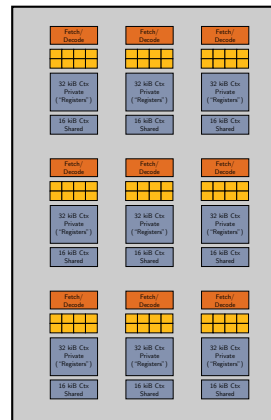 Fetch/
Decode
Fetch/
Decode
Fetch/
Decode
32 kiB Ctx
Private
("Registers")
32 kiB Ctx
Private
("Registers")
32 kiB Ctx
Private
("Registers")
16 kiB Ctx
Shared
16 kiB Ctx
Shared
16 kiB Ctx
Shared
Fetch/
Decode
Fetch/
Decode
Fetch/
Decode
32 kiB Ctx
Private
("Registers")
32 kiB Ctx
Private
("Registers")
32 kiB Ctx
Private
("Registers")
16 kiB Ctx
Shared
16 kiB Ctx
Shared
16 kiB Ctx
Shared
Fetch/
Decode
Fetch/
Decode
Fetch/
Decode
32 kiB Ctx
Private
("Registers")
32 kiB Ctx
Private
("Registers")
32 kiB Ctx
Private
("Registers")
16 kiB Ctx
Shared
16 kiB Ctx
Shared
16 kiB Ctx
Shared